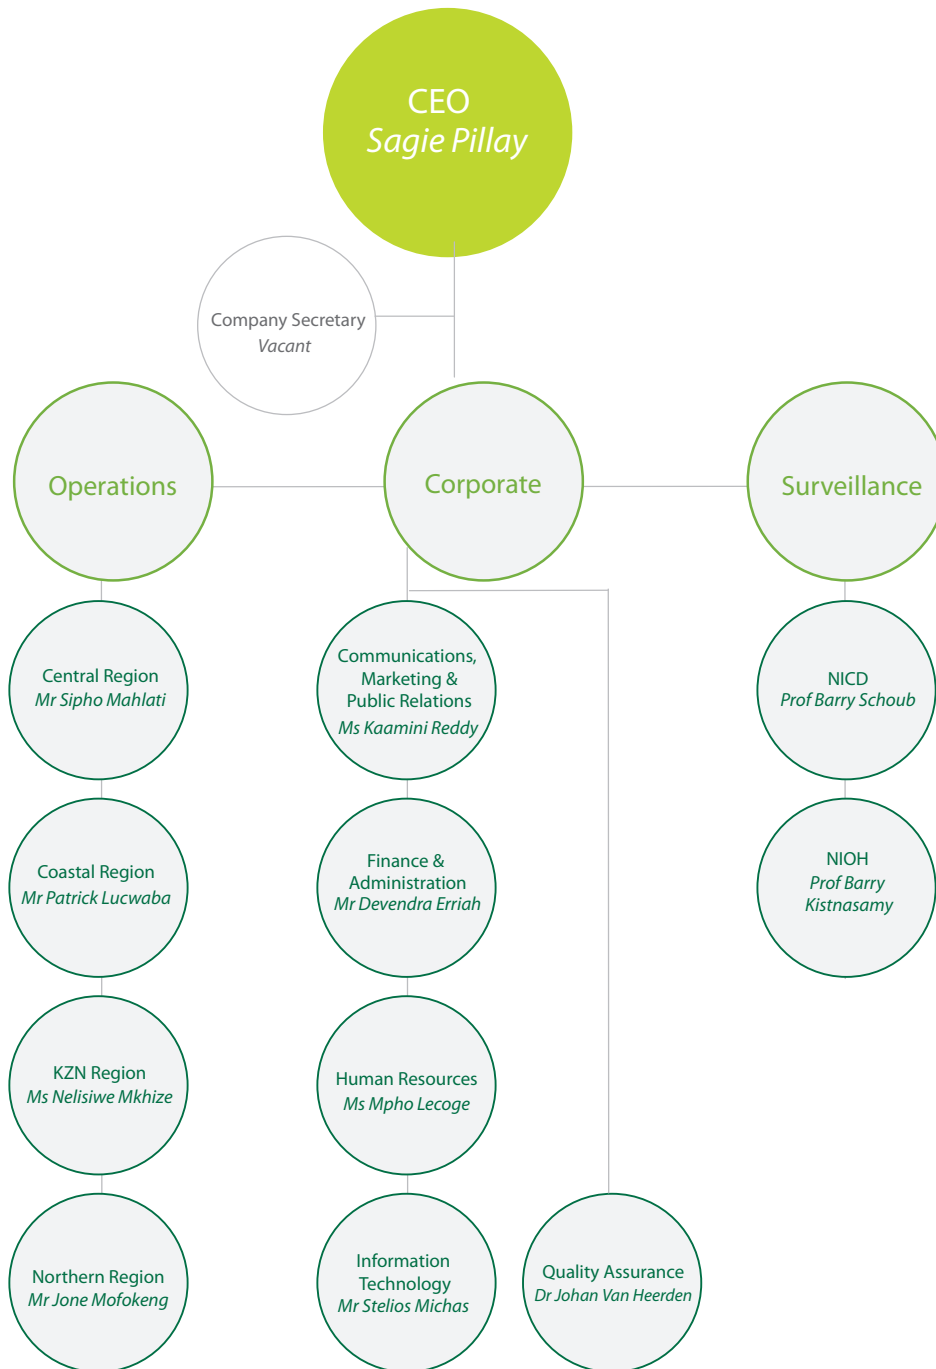 CEO
Sagie Pillay
Company Secretary
Vacant
Operations
Corporate
Surveillance
Central Region
Mr Sipho Mahlati
Communications,
Marketing &
Public Relations
Ms Kaamini Reddy
NICD
Prof Barry Schoub
Coastal Region
Mr Patrick Lucwaba
Finance &
Administration
Mr Devendra Erriah
NIOH
Prof Barry
Kistnasamy
KZN Region
Ms Nelisiwe Mkhize
Human Resources
Ms Mpho Lecoge
Northern Region
Mr Jone Mofokeng
Information
Technology
Mr Stelios Michas
Quality Assurance
Dr Johan Van Heerden